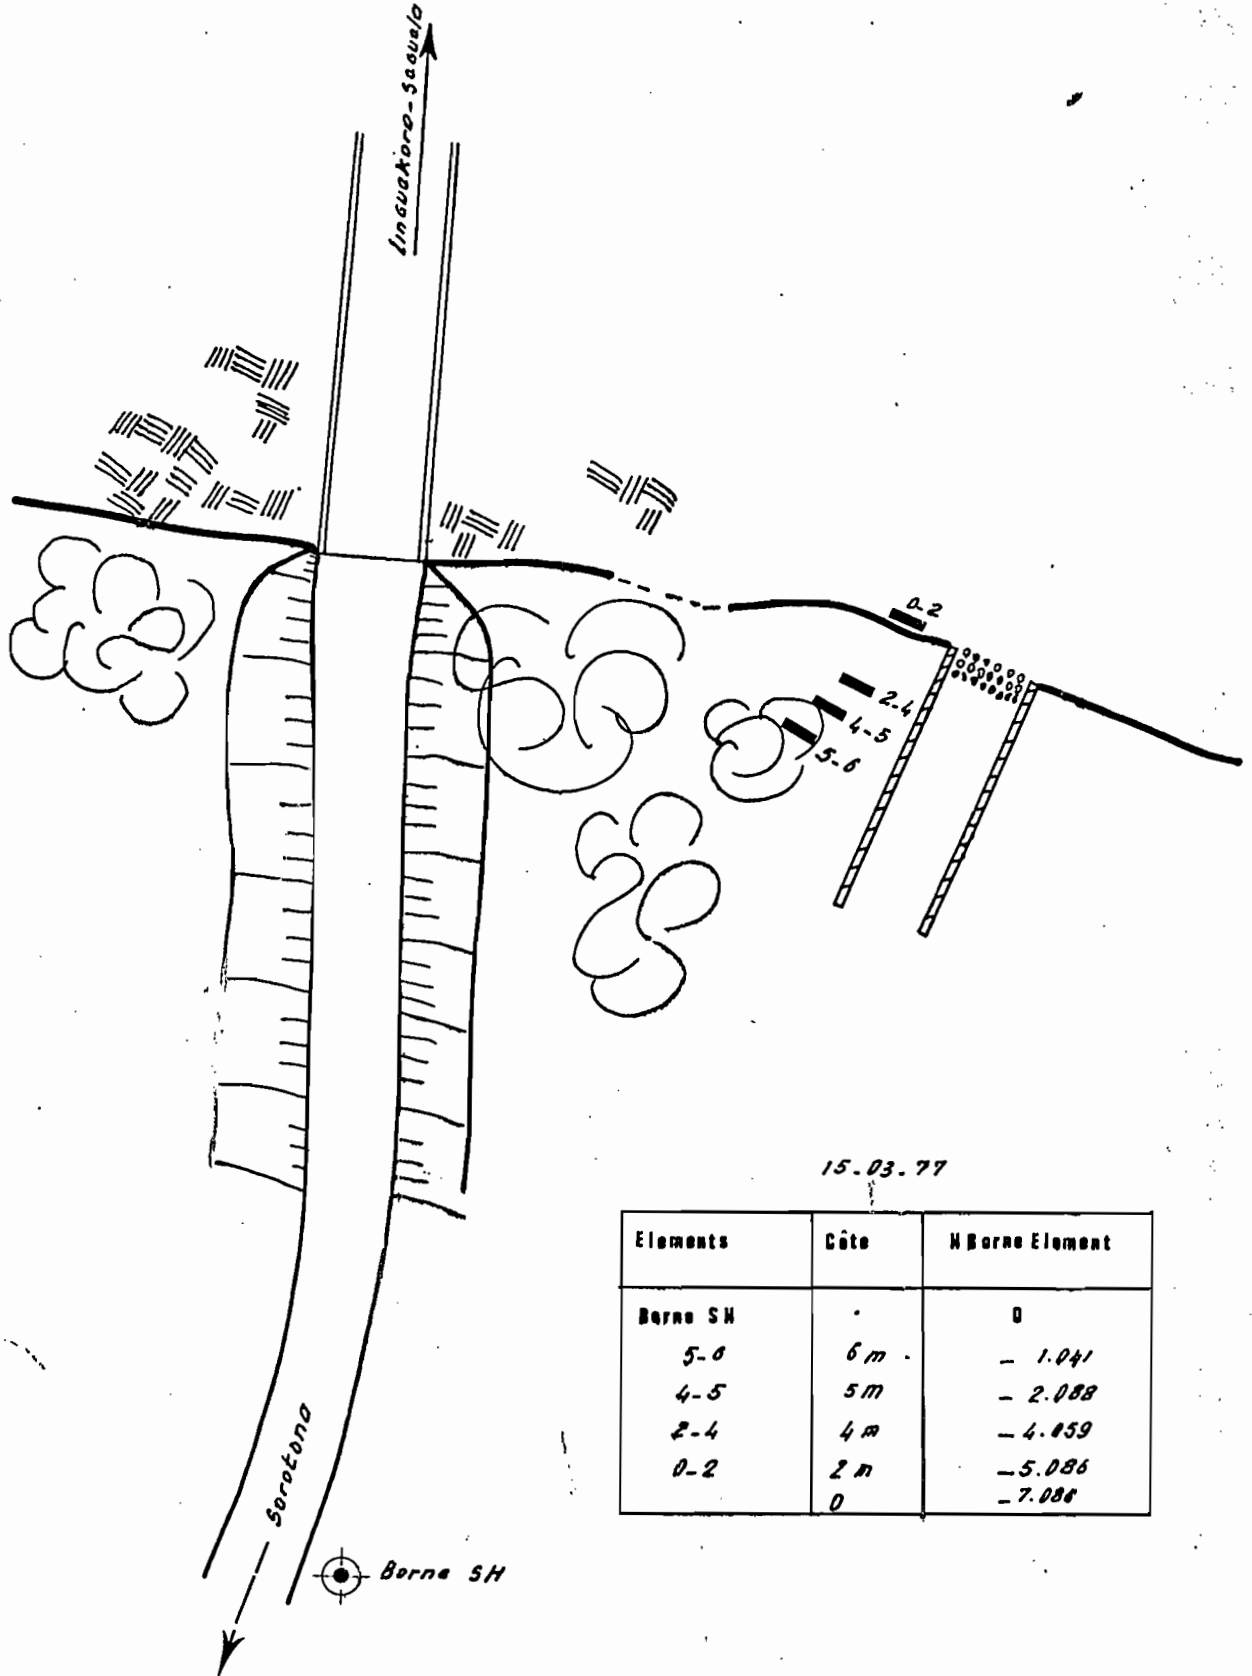 Linguakoro-Saguela
0-2
2-4
4-5
5-6
15.03.77
Elements Côte H Borne Element
Borne SH . 0
5-6 6 m - 1.041
4-5 5 m - 2.088
2-4 4 m - 4.059
0-2 2 m - 5.086
0 - 7.086
Sorotona
Borne SH